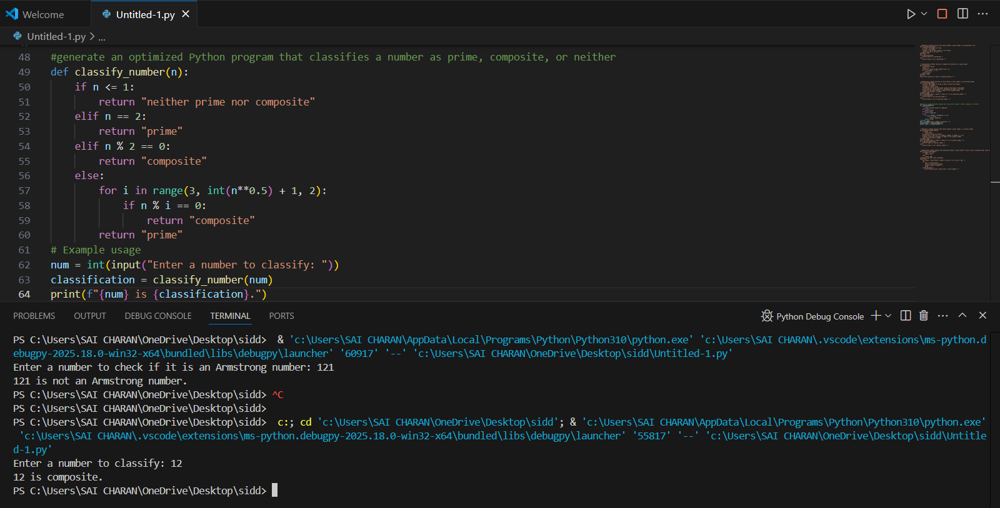 Welcome
Untitled-1.py
Untitled-1.py > ...
48 #generate an optimized Python program that classifies a number as prime, composite, or neither
49 def classify_number(n):
50     if n <= 1:
51         return "neither prime nor composite"
52     elif n == 2:
53         return "prime"
54     elif n % 2 == 0:
55         return "composite"
56     else:
57         for i in range(3, int(n**0.5) + 1, 2):
58             if n % i == 0:
59                 return "composite"
60         return "prime"
61 # Example usage
62 num = int(input("Enter a number to classify: "))
63 classification = classify_number(num)
64 print(f"{num} is {classification}.")
PROBLEMS OUTPUT DEBUG CONSOLE TERMINAL PORTS
Python Debug Console
PS C:\Users\SAI CHARAN\OneDrive\Desktop\sidd>  & 'c:\Users\SAI CHARAN\AppData\Local\Programs\Python\Python310\python.exe' 'c:\Users\SAI CHARAN\.vscode\extensions\ms-python.d
ebugpy-2025.18.0-win32-x64\bundled\libs\debugpy\launcher' '60917' '--' 'c:\Users\SAI CHARAN\OneDrive\Desktop\sidd\Untitled-1.py'
Enter a number to check if it is an Armstrong number: 121
121 is not an Armstrong number.
PS C:\Users\SAI CHARAN\OneDrive\Desktop\sidd> ^C
PS C:\Users\SAI CHARAN\OneDrive\Desktop\sidd>
PS C:\Users\SAI CHARAN\OneDrive\Desktop\sidd>  c:; cd 'c:\Users\SAI CHARAN\OneDrive\Desktop\sidd'; & 'c:\Users\SAI CHARAN\AppData\Local\Programs\Python\Python310\python.exe'
 'c:\Users\SAI CHARAN\.vscode\extensions\ms-python.debugpy-2025.18.0-win32-x64\bundled\libs\debugpy\launcher' '55817' '--' 'c:\Users\SAI CHARAN\OneDrive\Desktop\sidd\Untitle
d-1.py'
Enter a number to classify: 12
12 is composite.
PS C:\Users\SAI CHARAN\OneDrive\Desktop\sidd>